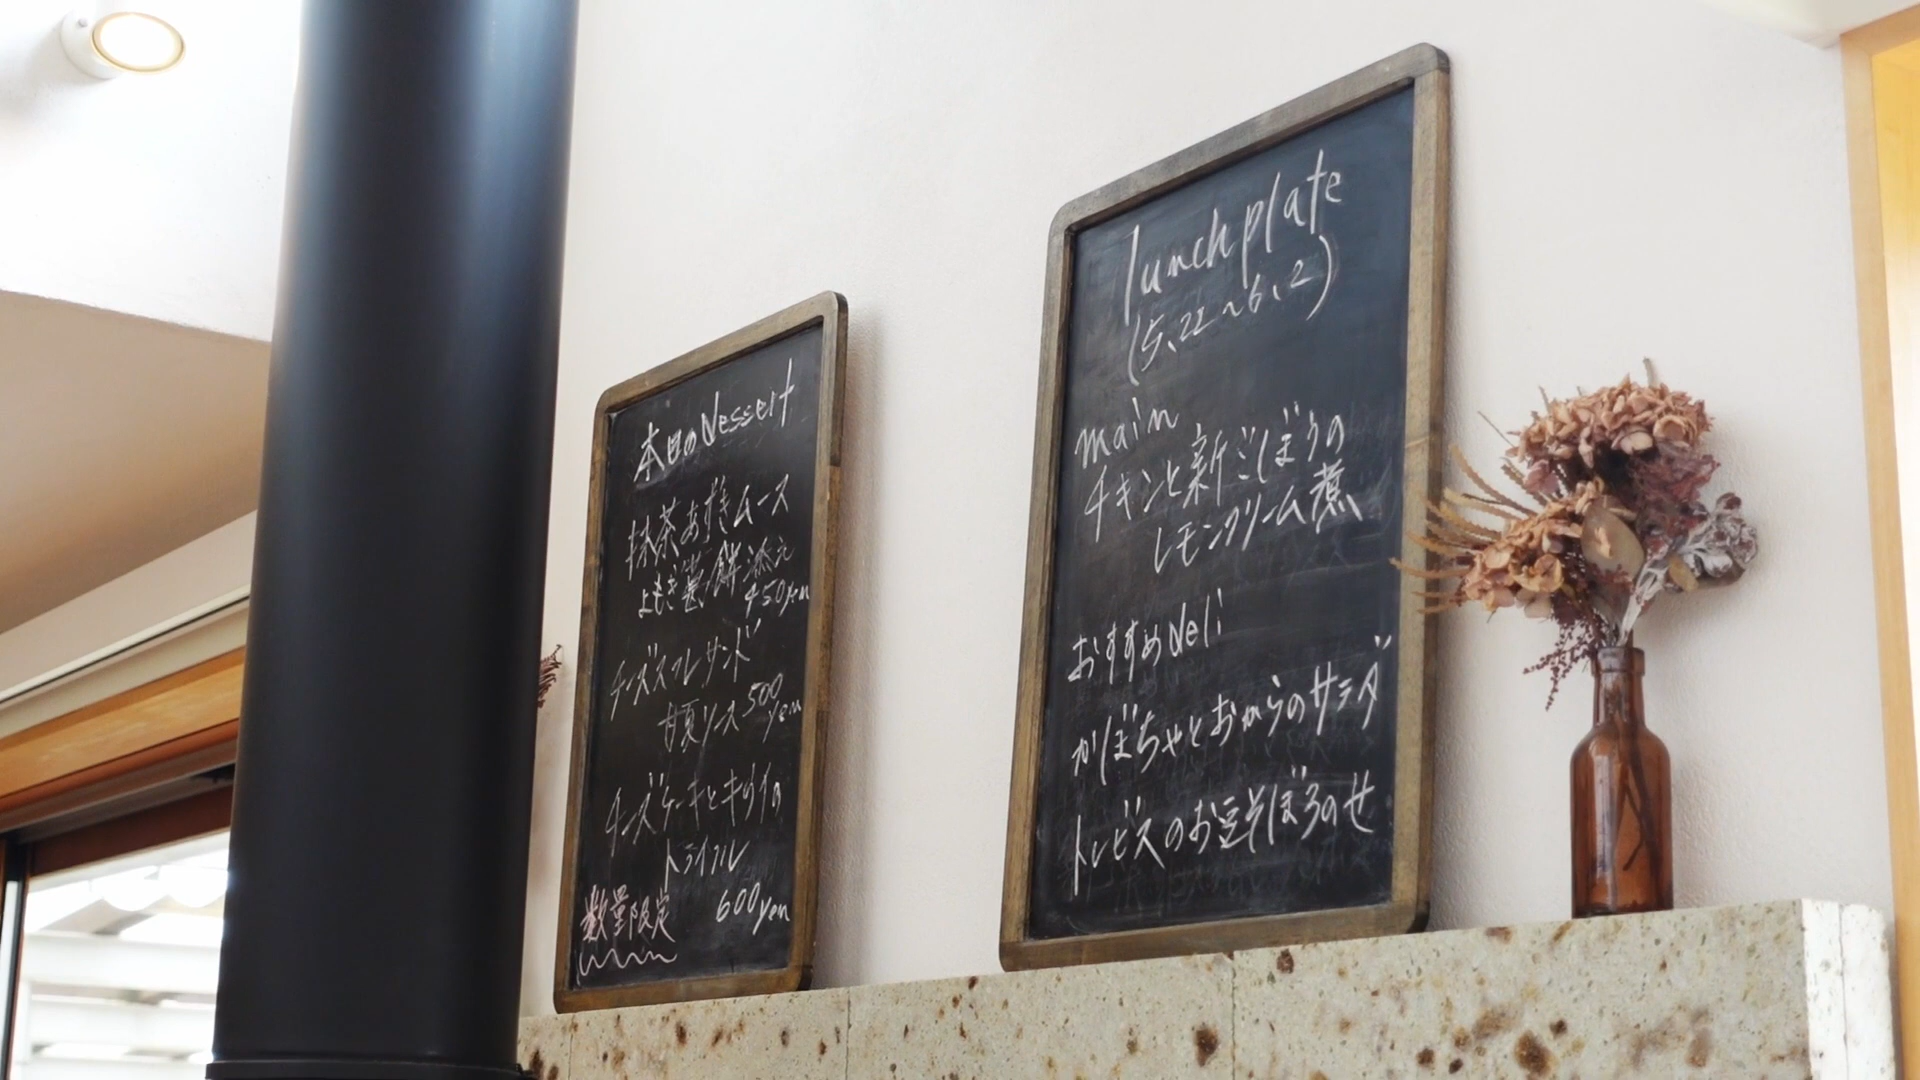 本日のDessert
抹茶あずきムース
よもぎ葛餅添え
450yen
チーズスフレサンド
甘夏ソース 500yen
チーズケーキとキウイの
トライフル
数量限定 600yen
lunch plate
(5、22~6、2)
main
チキンと新ごぼうの
レモンクリーム煮
おすすめDeli
かぼちゃとおからのサラダ
トレビスのお豆そぼろのせ